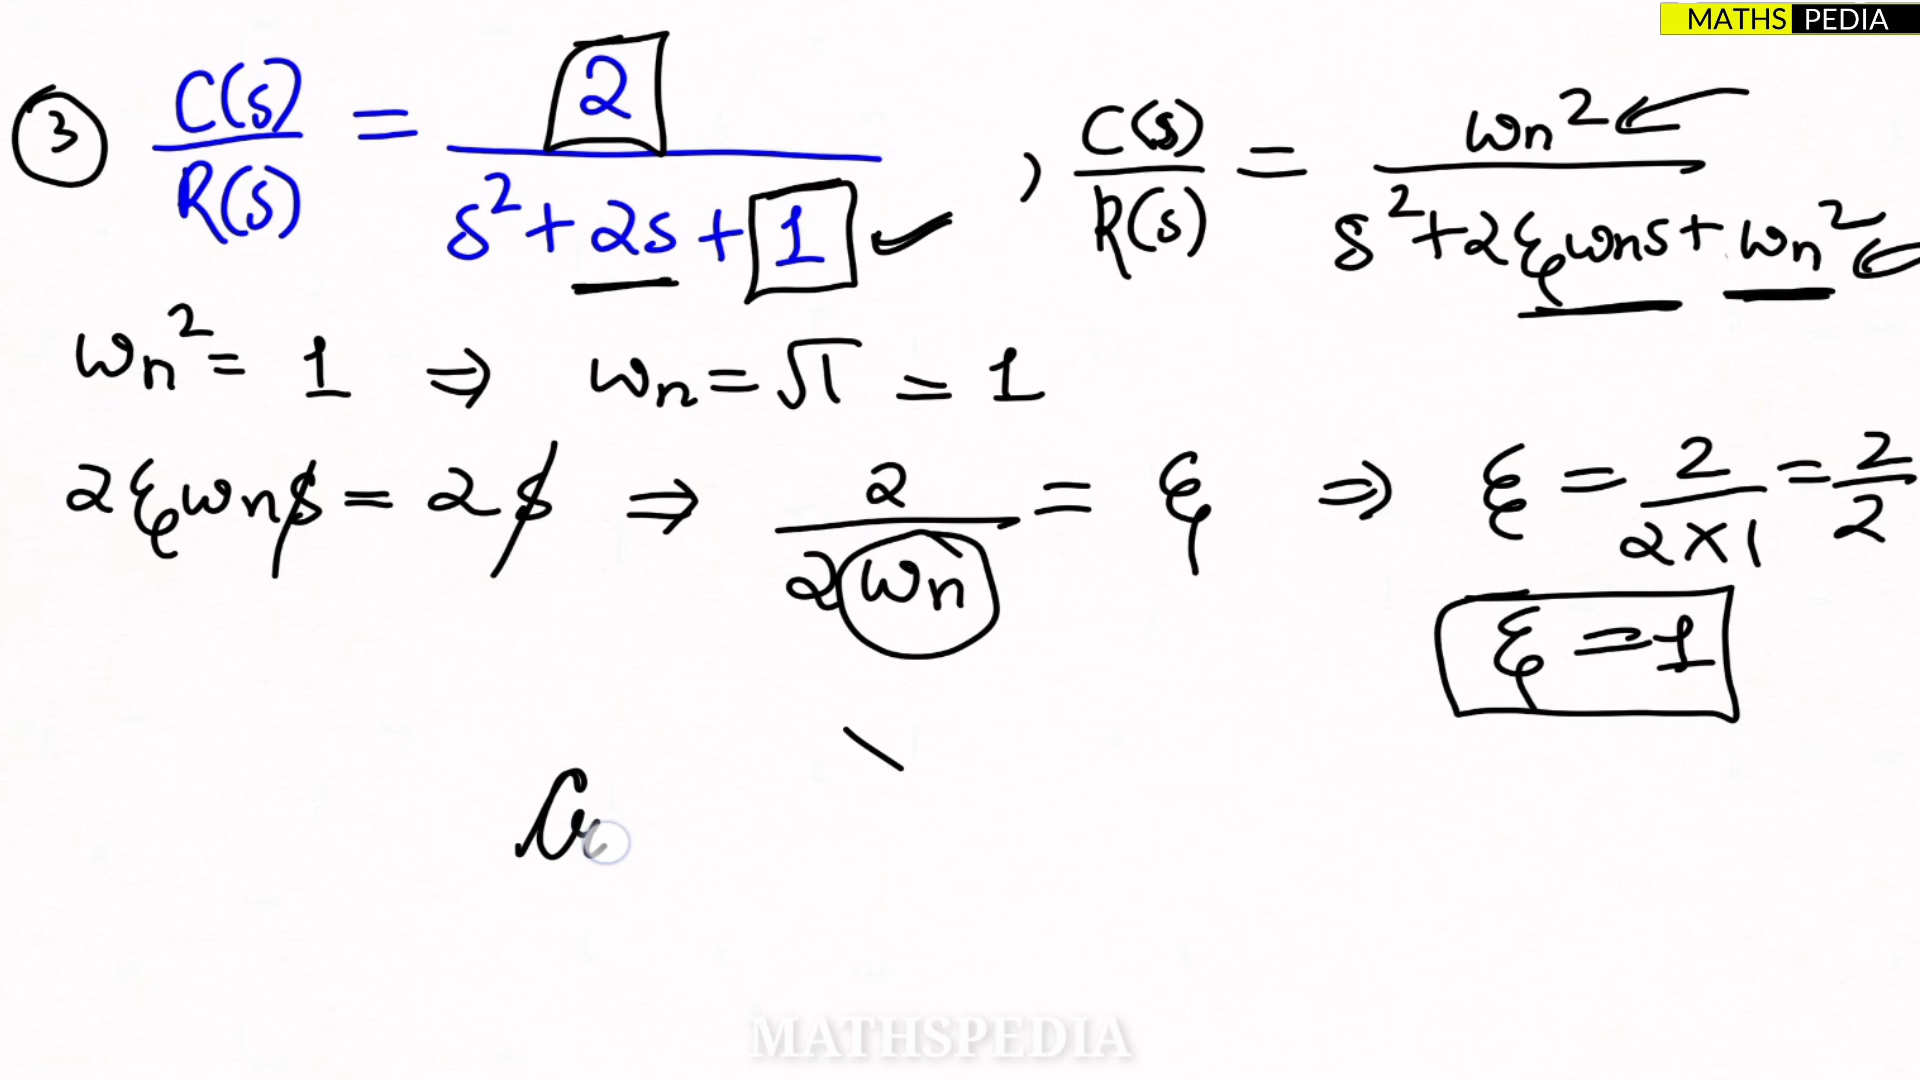 MATHS PEDIA
③ C(s)/R(s) = 2/(s²+2s+1) , C(s)/R(s) = ωn²/(s²+2ξωns+ωn²)
ωn² = 1 ⇒ ωn = √1 = 1
2ξωns = 2s ⇒ 2/2ωn = ξ ⇒ ξ = 2/2×1 = 2/2
ξ = 1
MATHSPEDIA